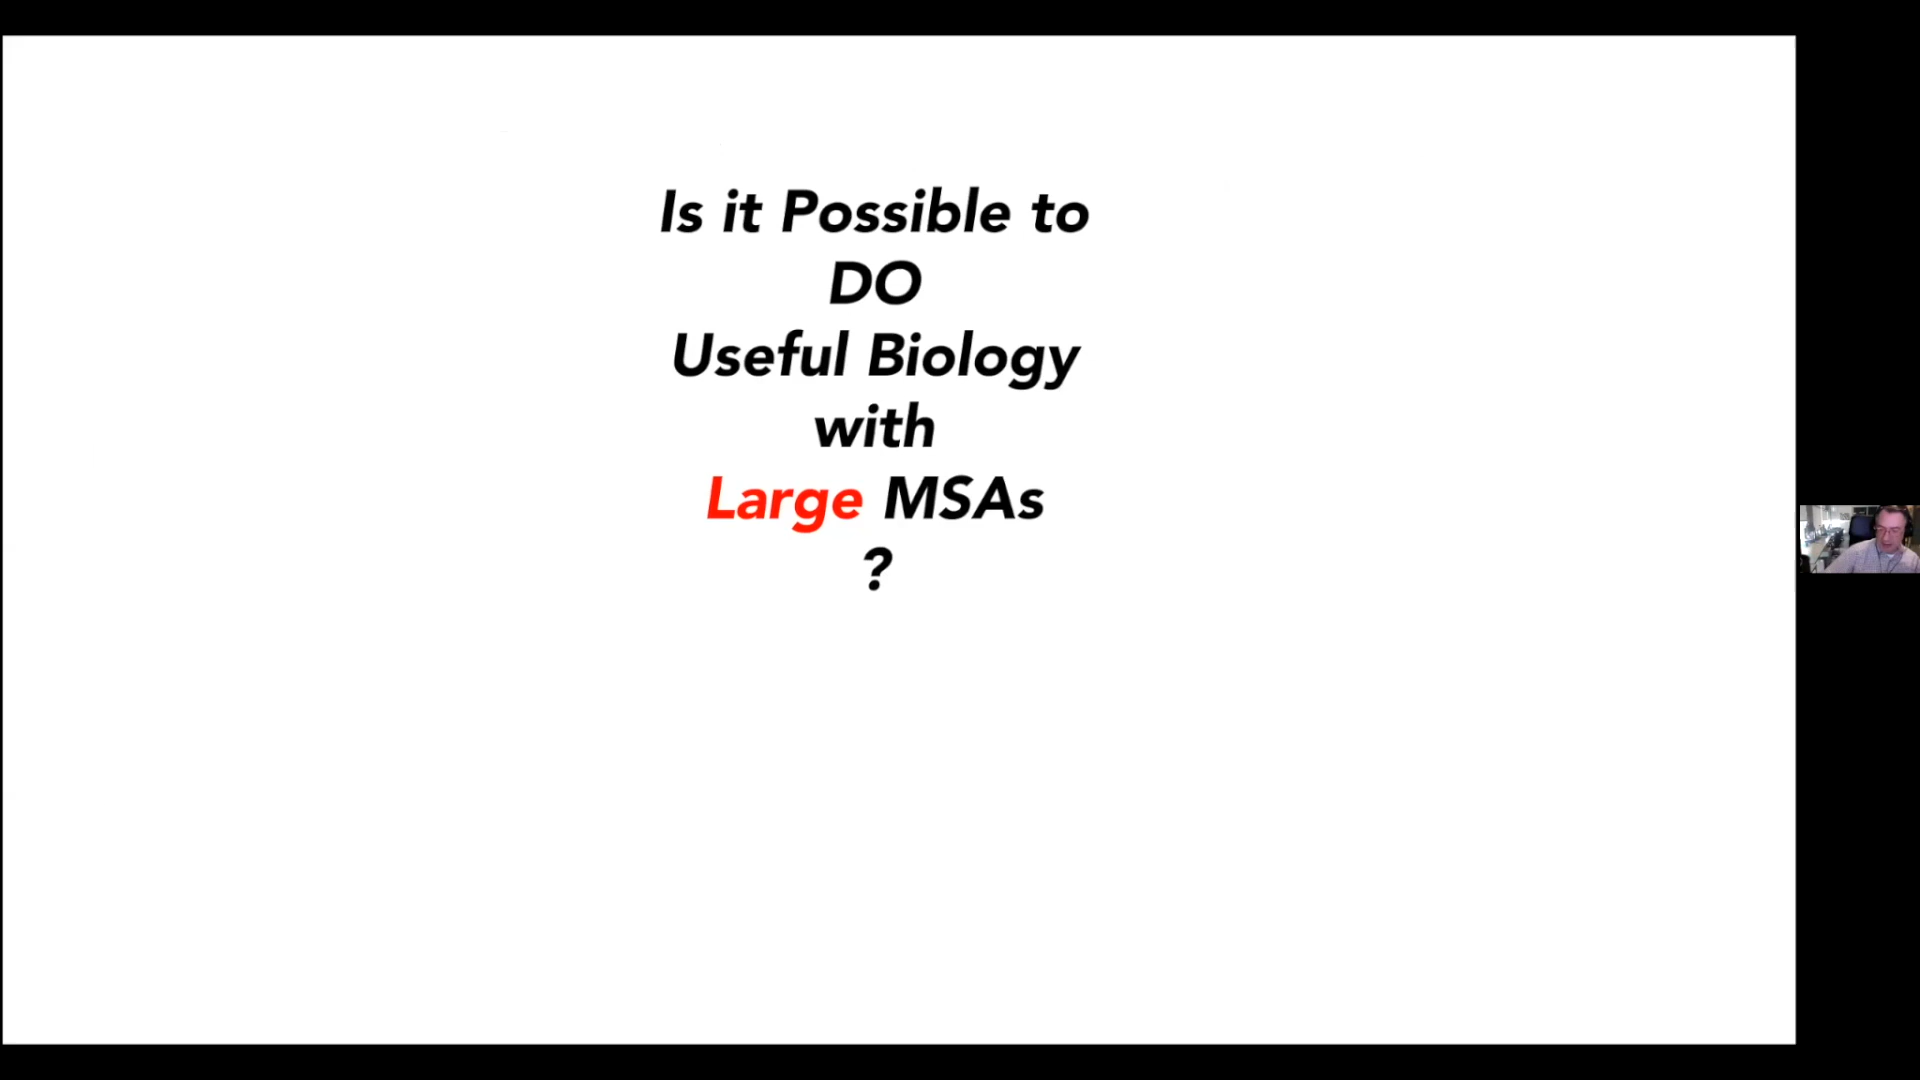 Is it Possible to
DO
Useful Biology
with
Large MSAs
?